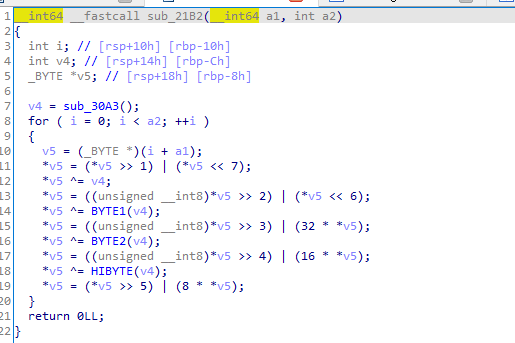 1 __int64 __fastcall sub_21B2(__int64 a1, int a2)
2 {
3 int i; // [rsp+10h] [rbp-10h]
4 int v4; // [rsp+14h] [rbp-Ch]
5 _BYTE *v5; // [rsp+18h] [rbp-8h]
6
7 v4 = sub_30A3();
8 for ( i = 0; i < a2; ++i )
9 {
10 v5 = (_BYTE *)(i + a1);
11 *v5 = (*v5 >> 1) | (*v5 << 7);
12 *v5 ^= v4;
13 *v5 = ((unsigned __int8)*v5 >> 2) | (*v5 << 6);
14 *v5 ^= BYTE1(v4);
15 *v5 = ((unsigned __int8)*v5 >> 3) | (32 * *v5);
16 *v5 ^= BYTE2(v4);
17 *v5 = ((unsigned __int8)*v5 >> 4) | (16 * *v5);
18 *v5 ^= HIBYTE(v4);
19 *v5 = (*v5 >> 5) | (8 * *v5);
20 }
21 return 0LL;
22 }